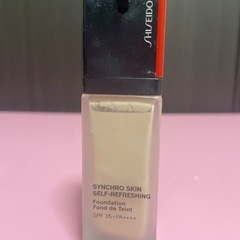 SHISEIDO
SYNCHRO SKIN
SELF-REFRESHING
Foundation
Fond de Teint
SPF 35・PA++++